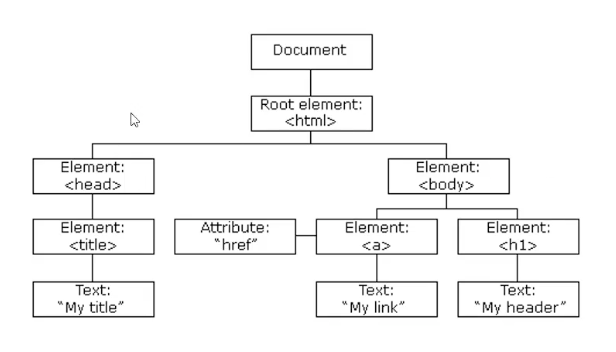 Document
Root element:
<html>
Element:
<head>
Element:
<body>
Element:
<title>
Attribute:
“href”
Element:
<a>
Element:
<h1>
Text:
“My title”
Text:
“My link”
Text:
“My header”